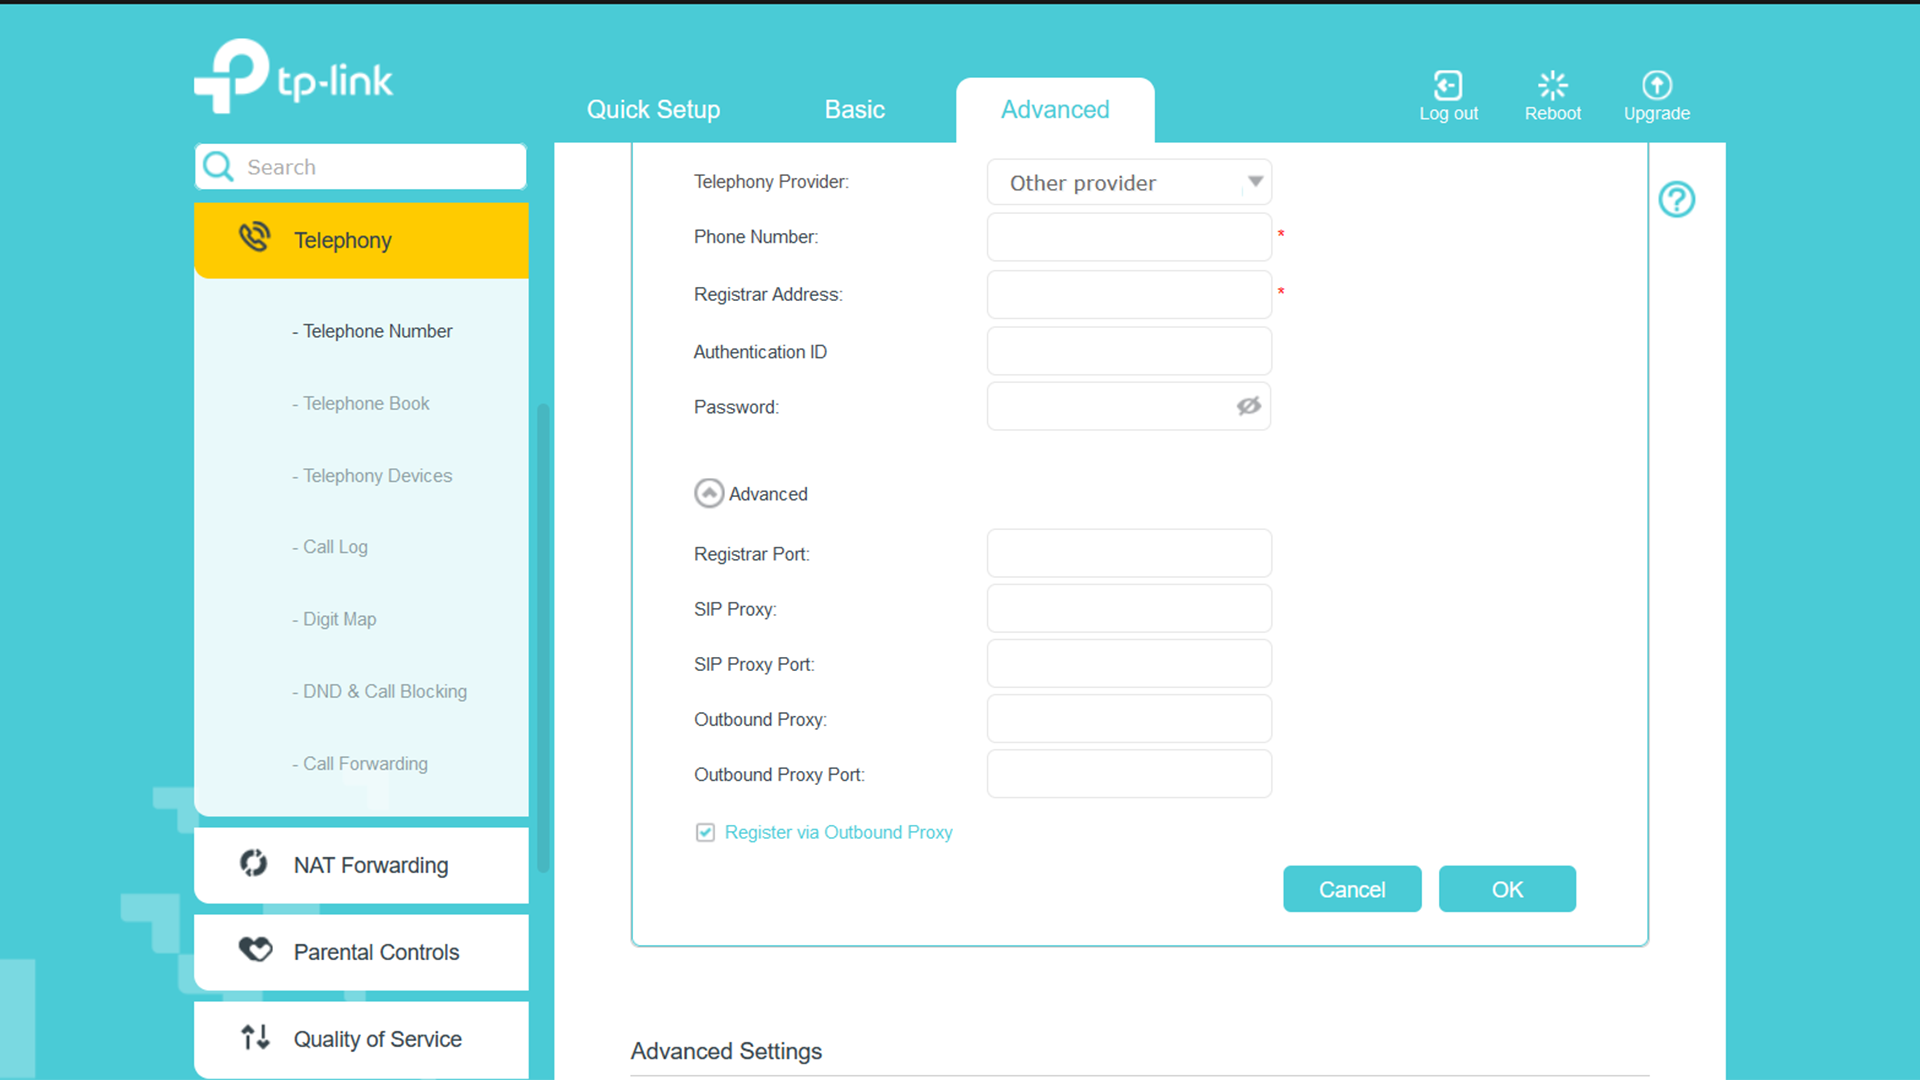 tp-link
Quick Setup
Basic
Advanced
Log out
Reboot
Upgrade
Search
Telephony
- Telephone Number
- Telephone Book
- Telephony Devices
- Call Log
- Digit Map
- DND & Call Blocking
- Call Forwarding
NAT Forwarding
Parental Controls
Quality of Service
Telephony Provider:
Other provider
Phone Number:
*
Registrar Address:
*
Authentication ID
Password:
Advanced
Registrar Port:
SIP Proxy:
SIP Proxy Port:
Outbound Proxy:
Outbound Proxy Port:
Register via Outbound Proxy
Cancel
OK
Advanced Settings